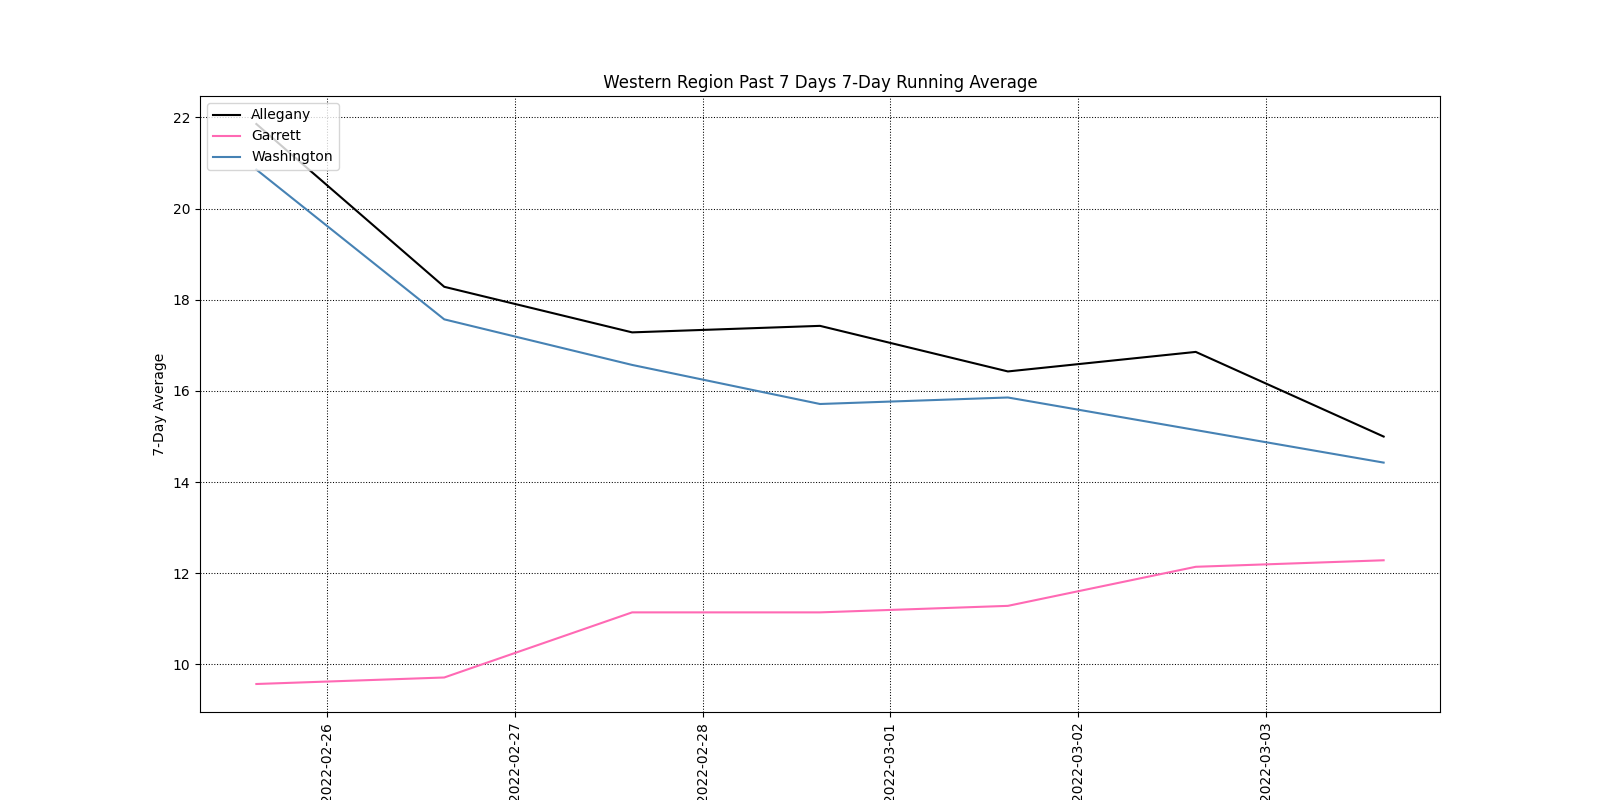 Western Region Past 7 Days 7-Day Running Average
Allegany
Garrett
Washington
7-Day Average
22
20
18
16
14
12
10
2022-02-26
2022-02-27
2022-02-28
2022-03-01
2022-03-02
2022-03-03